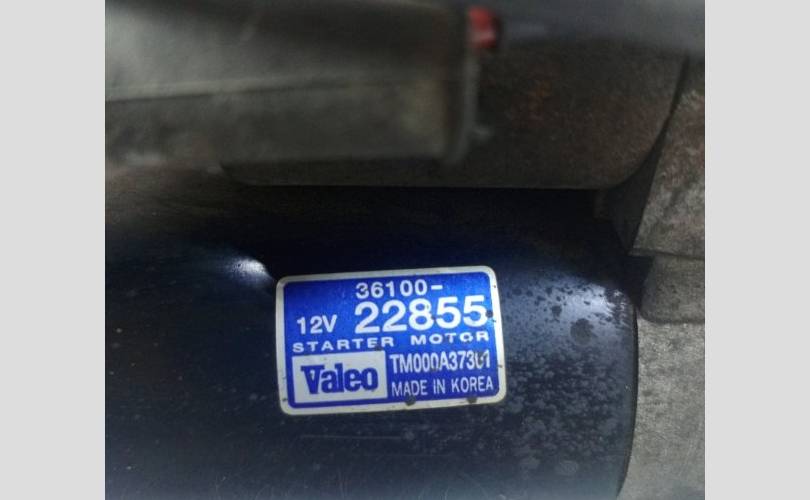 36100-
12V 22855
STARTER MOTOR
Valeo TM000A37301
MADE IN KOREA